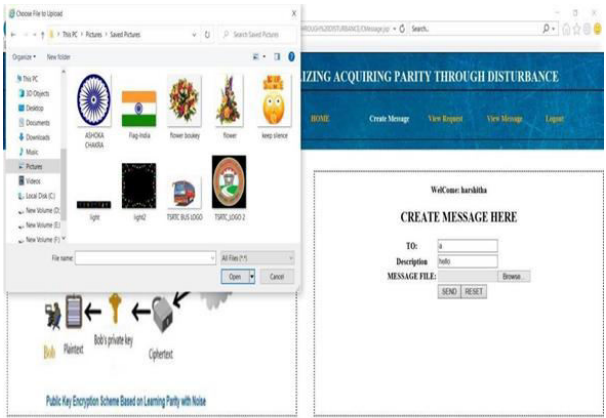 Choose File to Upload
This PC > Pictures > Saved Pictures
Search Saved Pictures
Organize
New folder
This PC
3D Objects
Desktop
Documents
Downloads
Music
Pictures
Videos
Local Disk (C:)
New Volume (D:
New Volume (E:)
New Volume (F:)
ASHOKA CHAKRA
Flag-India
flower boukey
flower
keep silence
light
light2
TSRTC BUS LOGO
TSRTC_LOGO 2
File name:
All Files (*.*)
Open
Cancel
Search...
IZING ACQUIRING PARITY THROUGH DISTURBANCE
HOME
Create Message
View Request
View Message
Logout
WelCome: harshitha
CREATE MESSAGE HERE
TO: a
Description hello
MESSAGE FILE: Browse...
SEND RESET
Bob
Plaintext
Bob's private key
Ciphertext
Public Key Encryption Scheme Based on Learning Parity with Noise